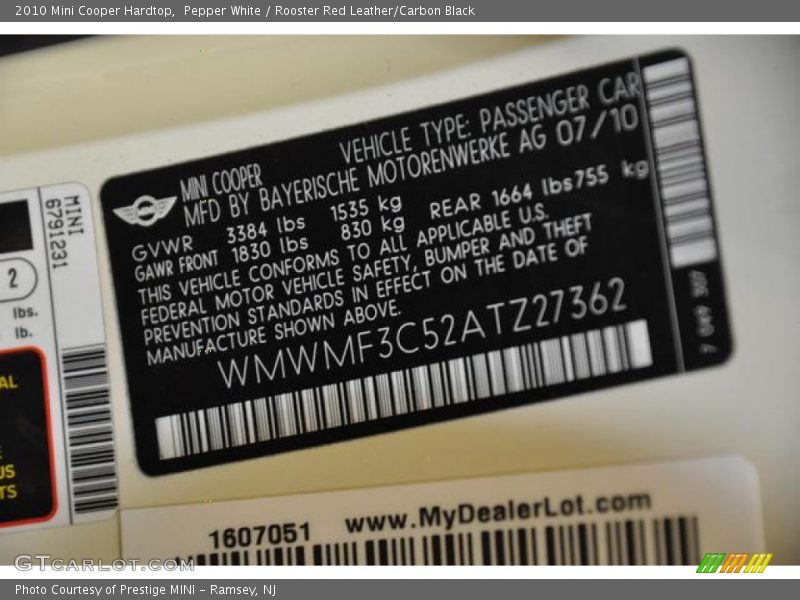 2010 Mini Cooper Hardtop,  Pepper White / Rooster Red Leather/Carbon Black
MINI COOPER
VEHICLE TYPE: PASSENGER CAR
MFD BY BAYERISCHE MOTORENWERKE AG 07/10
GVWR 3384 lbs 1535 kg
GAWR FRONT 1830 lbs 830 kg REAR 1664 lbs 755 kg
THIS VEHICLE CONFORMS TO ALL APPLICABLE U.S.
FEDERAL MOTOR VEHICLE SAFETY, BUMPER AND THEFT
PREVENTION STANDARDS IN EFFECT ON THE DATE OF
MANUFACTURE SHOWN ABOVE.
WMWMF3C52ATZ27362
MINI
6791231
2
lbs.
lb.
AL
US
TS
1607051 www.MyDealerLot.com
GTcarlot.com
Photo Courtesy of Prestige MINI – Ramsey, NJ